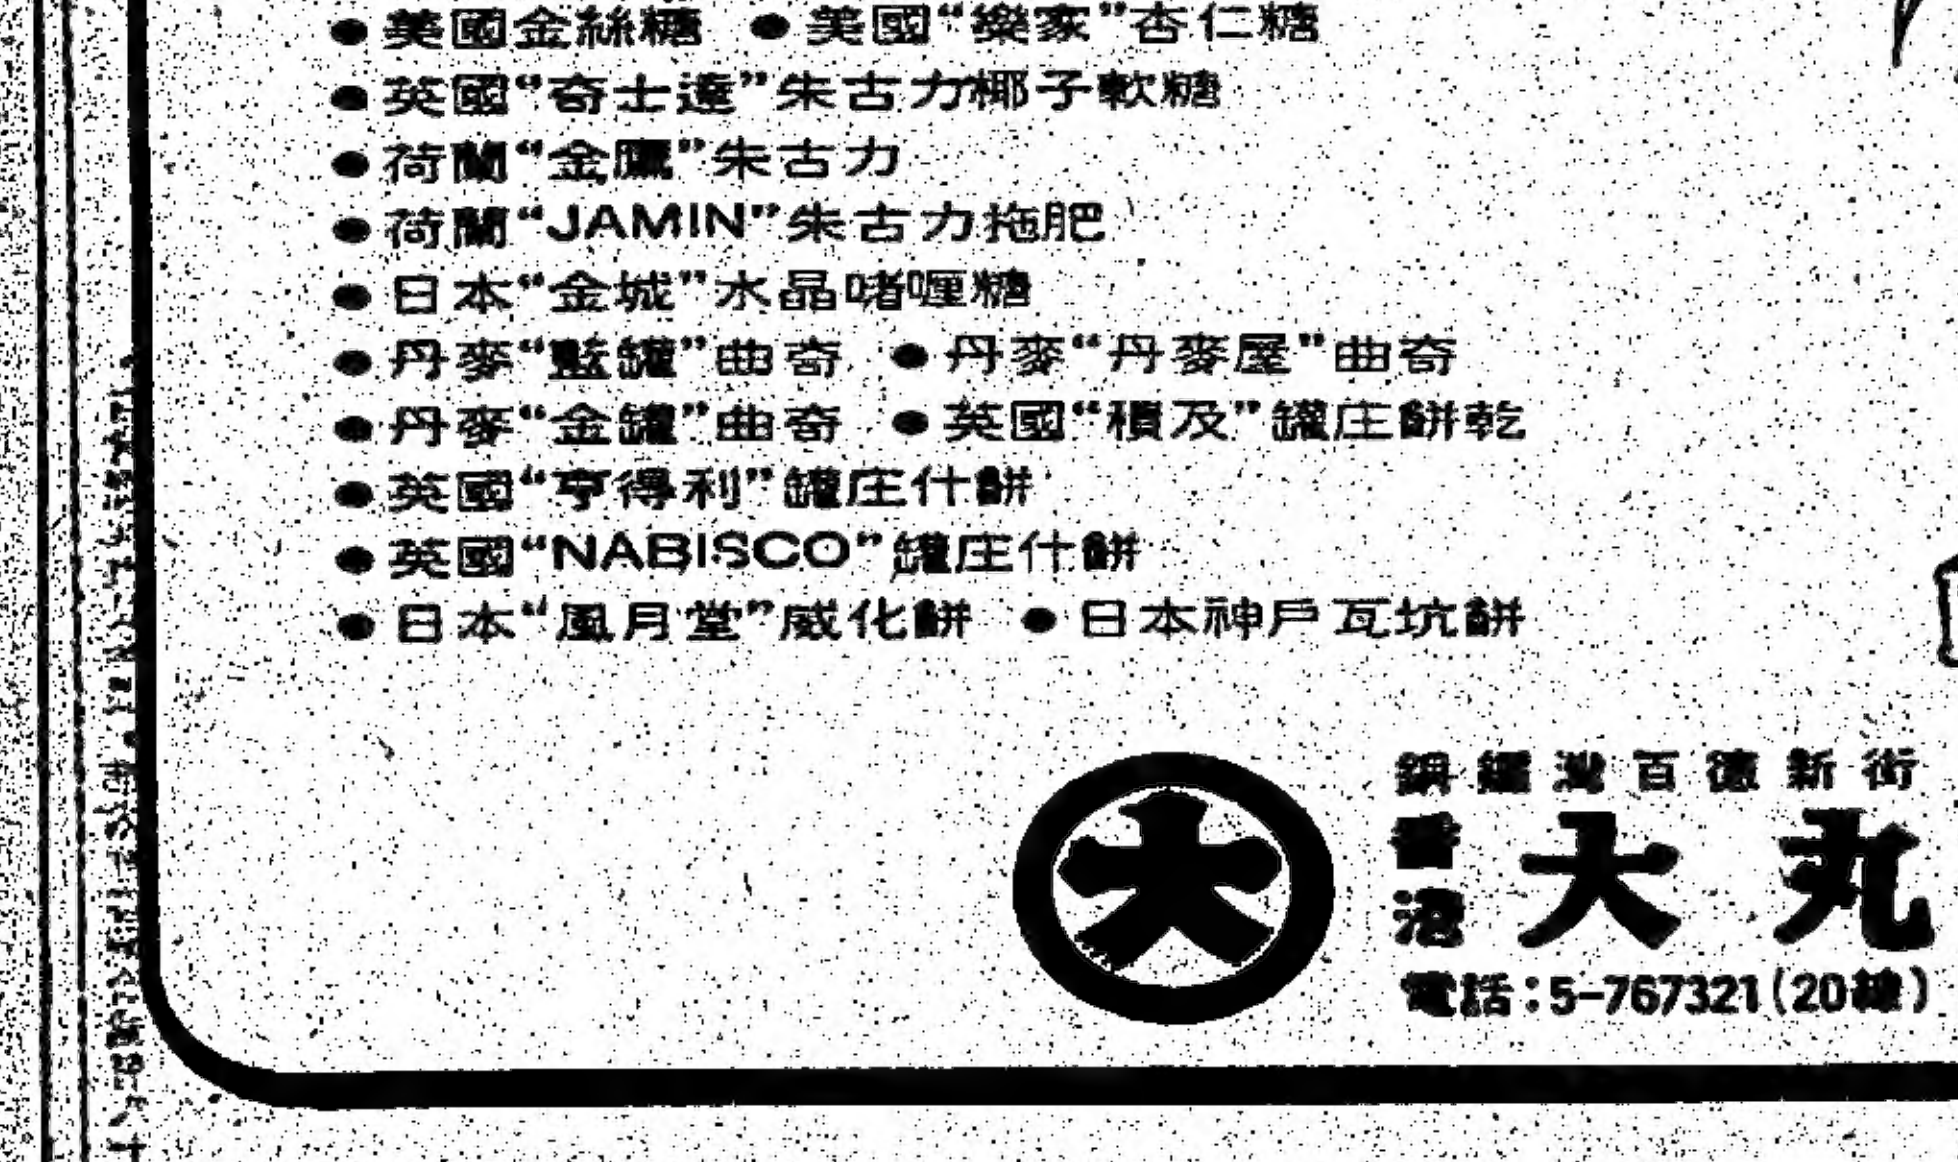 ●美國金絲糖 ●美國“樂家”杏仁糖
●英國“奇士達”朱古力椰子軟糖
●荷蘭“金鷹”朱古力
●荷蘭“JAMIN”朱古力拖肥
●日本“金城”水晶啫喱糖
●丹麥“藍罐”曲奇 ●丹麥“丹麥屋”曲奇
●丹麥“金罐”曲奇 ●英國“積及”罐庄餅乾
●英國“亨得利”罐庄什餅
●英國“NABISCO”罐庄什餅
●日本“風月堂”威化餅 ●日本神戶瓦坑餅
大
銅鑼灣百德新街
香港大丸
電話:5-767321(20線)